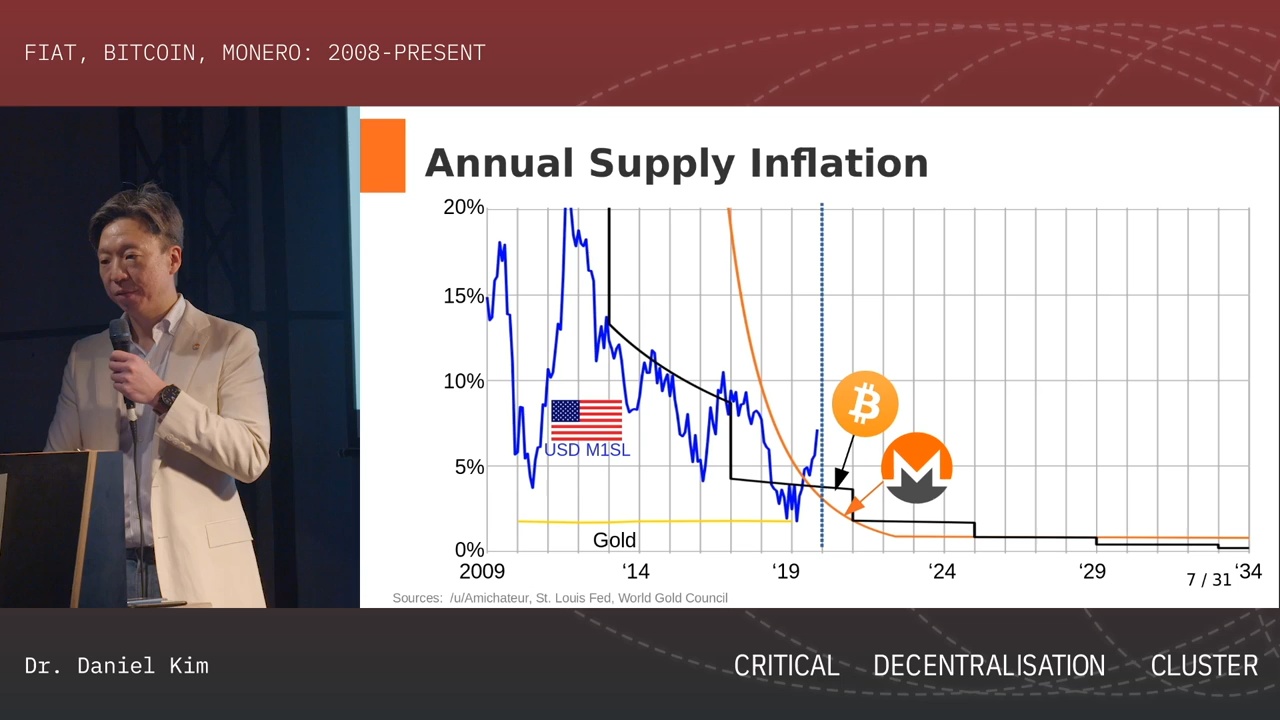 FIAT, BITCOIN, MONERO: 2008-PRESENT
Annual Supply Inflation
20%
15%
10%
5%
0%
USD M1SL
Gold
2009
‘14
‘19
‘24
‘29
‘34
7 / 31
Sources: /u/Amichateur, St. Louis Fed, World Gold Council
Dr. Daniel Kim
CRITICAL DECENTRALISATION CLUSTER